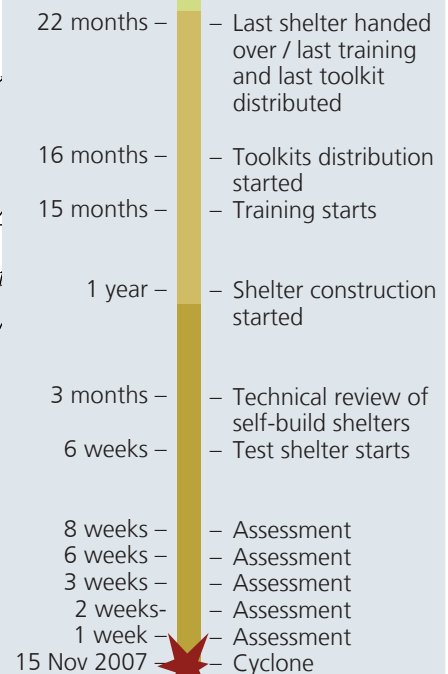 22 months – – Last shelter handed
over / last training
and last toolkit
distributed
16 months – – Toolkits distribution
started
15 months – – Training starts
1 year – – Shelter construction
started
3 months – – Technical review of
self-build shelters
6 weeks – – Test shelter starts
8 weeks – – Assessment
6 weeks – – Assessment
3 weeks – – Assessment
2 weeks- – Assessment
1 week – – Assessment
15 Nov 2007 – – Cyclone